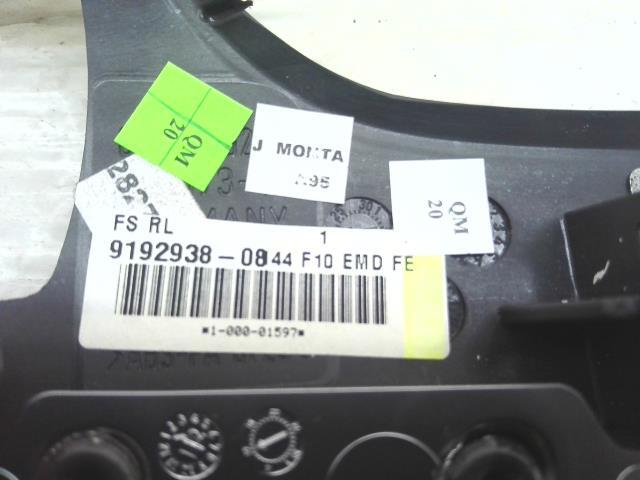 QM
20
J MONTA
A95
QM
20
FS RL
1
9192938-08 44 F10 EMD FE
*1-000-01597*